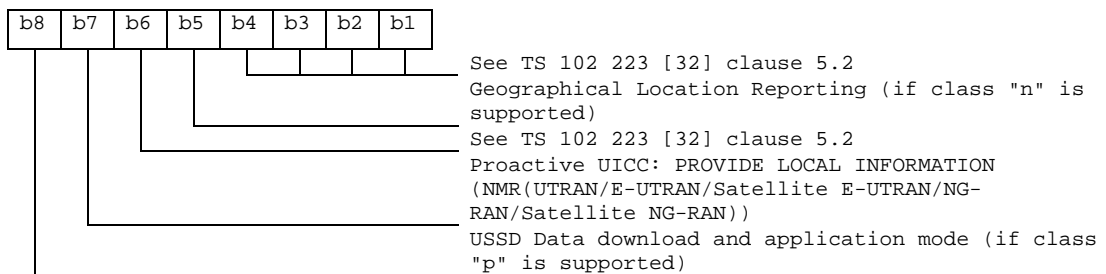 b8 b7 b6 b5 b4 b3 b2 b1
See TS 102 223 [32] clause 5.2
Geographical Location Reporting (if class "n" is
supported)
See TS 102 223 [32] clause 5.2
Proactive UICC: PROVIDE LOCAL INFORMATION
(NMR(UTRAN/E-UTRAN/Satellite E-UTRAN/NG-
RAN/Satellite NG-RAN))
USSD Data download and application mode (if class
"p" is supported)